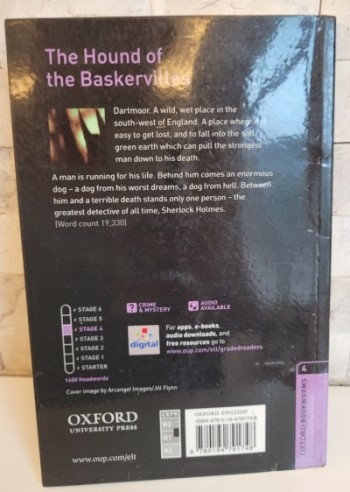 The Hound of
the Baskervilles
Dartmoor. A wild, wet place in the
south-west of England. A place where
easy to get lost, and to fall into the soft
green earth which can pull the strongest
man down to his death.
A man is running for his life. Behind him comes an enormous
dog – a dog from his worst dreams, a dog from hell. Between
him and a terrible death stands only one person – the
greatest detective of all time, Sherlock Holmes.
[Word count 19,330]
STAGE 6
STAGE 5
STAGE 4
STAGE 3
STAGE 2
STAGE 1
STARTER
1400 Headwords
CRIME
& MYSTERY
AUDIO
AVAILABLE
digital
For apps, e-books,
audio downloads, and
free resources go to
www.oup.com/elt/gradedreaders
Cover image by Arcangel Images/Jill Flynn
OXFORD
UNIVERSITY PRESS
www.oup.com/elt
CEFR
B2
B1
A2
OXFORD ENGLISH
4
OXFORD BOOKWORMS